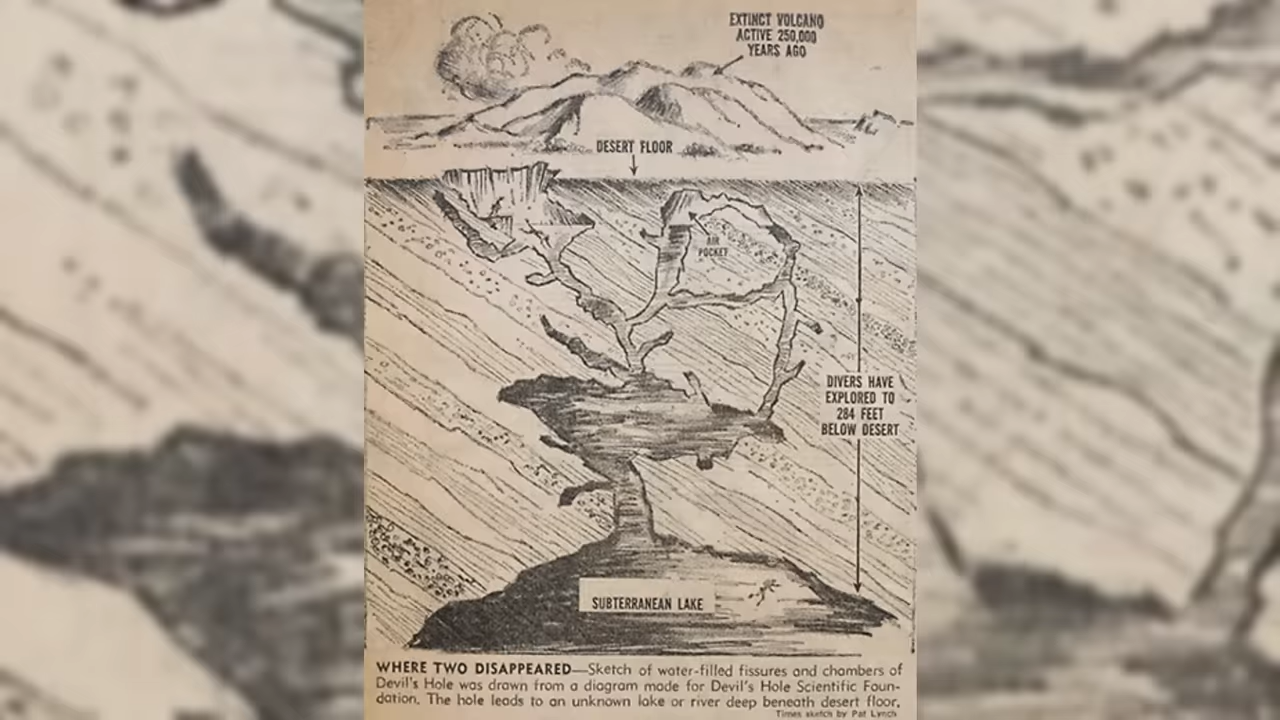 EXTINCT VOLCANO
ACTIVE 250,000
YEARS AGO
DESERT FLOOR
AIR
POCKET
DIVERS HAVE
EXPLORED TO
284 FEET
BELOW DESERT
SUBTERRANEAN LAKE
WHERE TWO DISAPPEARED—Sketch of water-filled fissures and chambers of
Devil's Hole was drawn from a diagram made for Devil's Hole Scientific Foun-
dation. The hole leads to an unknown lake or river deep beneath desert floor.
Times sketch by Pat Lynch